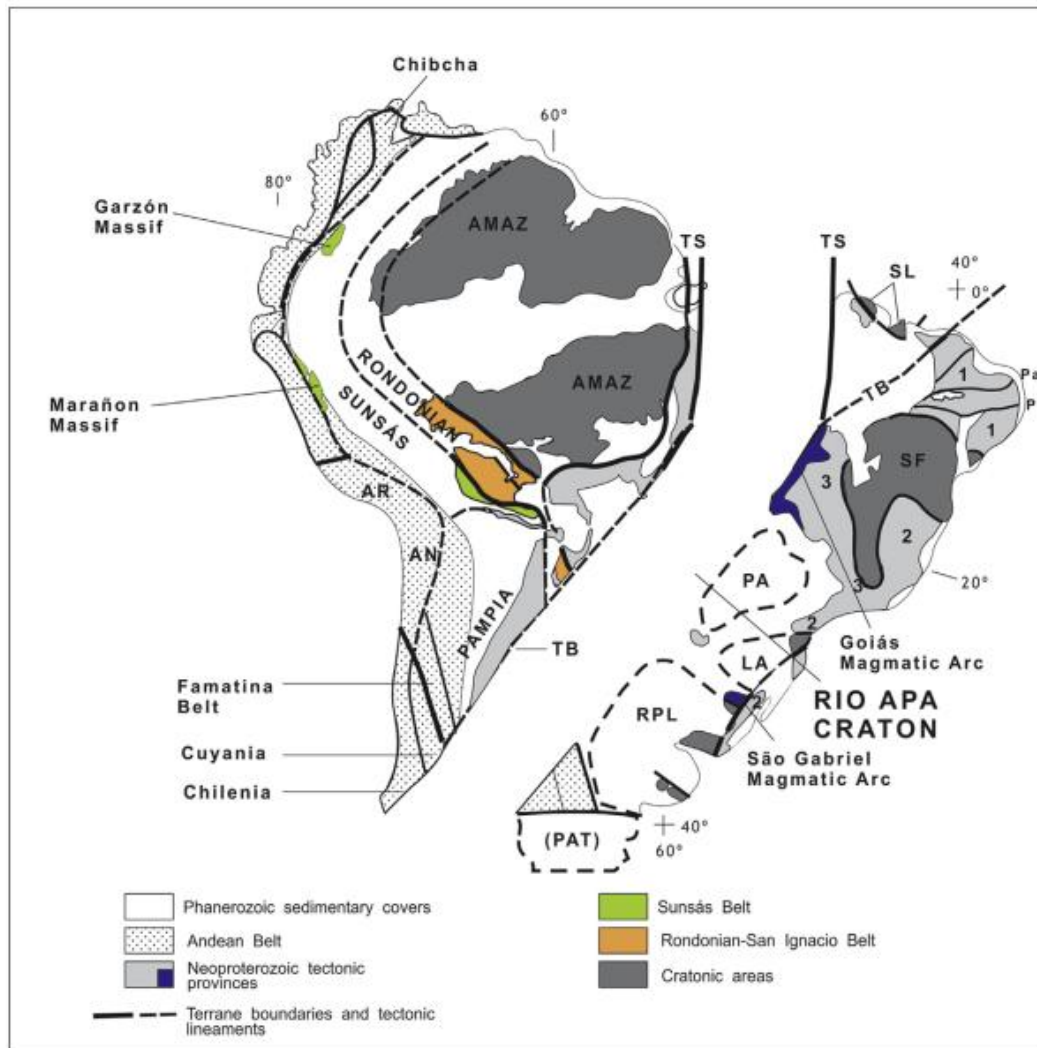 Chibcha
60°
80°
Garzón
Massif
AMAZ
TS
TS
SL
40°
0°
RONDONIAN
SUNSÁS
AMAZ
TB
1
Pa
P
1
Marañon
Massif
SF
3
2
AR
AN
PAMPIA
PA
3
20°
TB
2
Goiás
Magmatic Arc
LA
Famatina
Belt
RPL
2
RIO APA
CRATON
Cuyania
São Gabriel
Magmatic Arc
Chilenia
(PAT)
40°
60°
Phanerozoic sedimentary covers
Andean Belt
Neoproterozoic tectonic
provinces
Terrane boundaries and tectonic
lineaments
Sunsás Belt
Rondonian-San Ignacio Belt
Cratonic areas